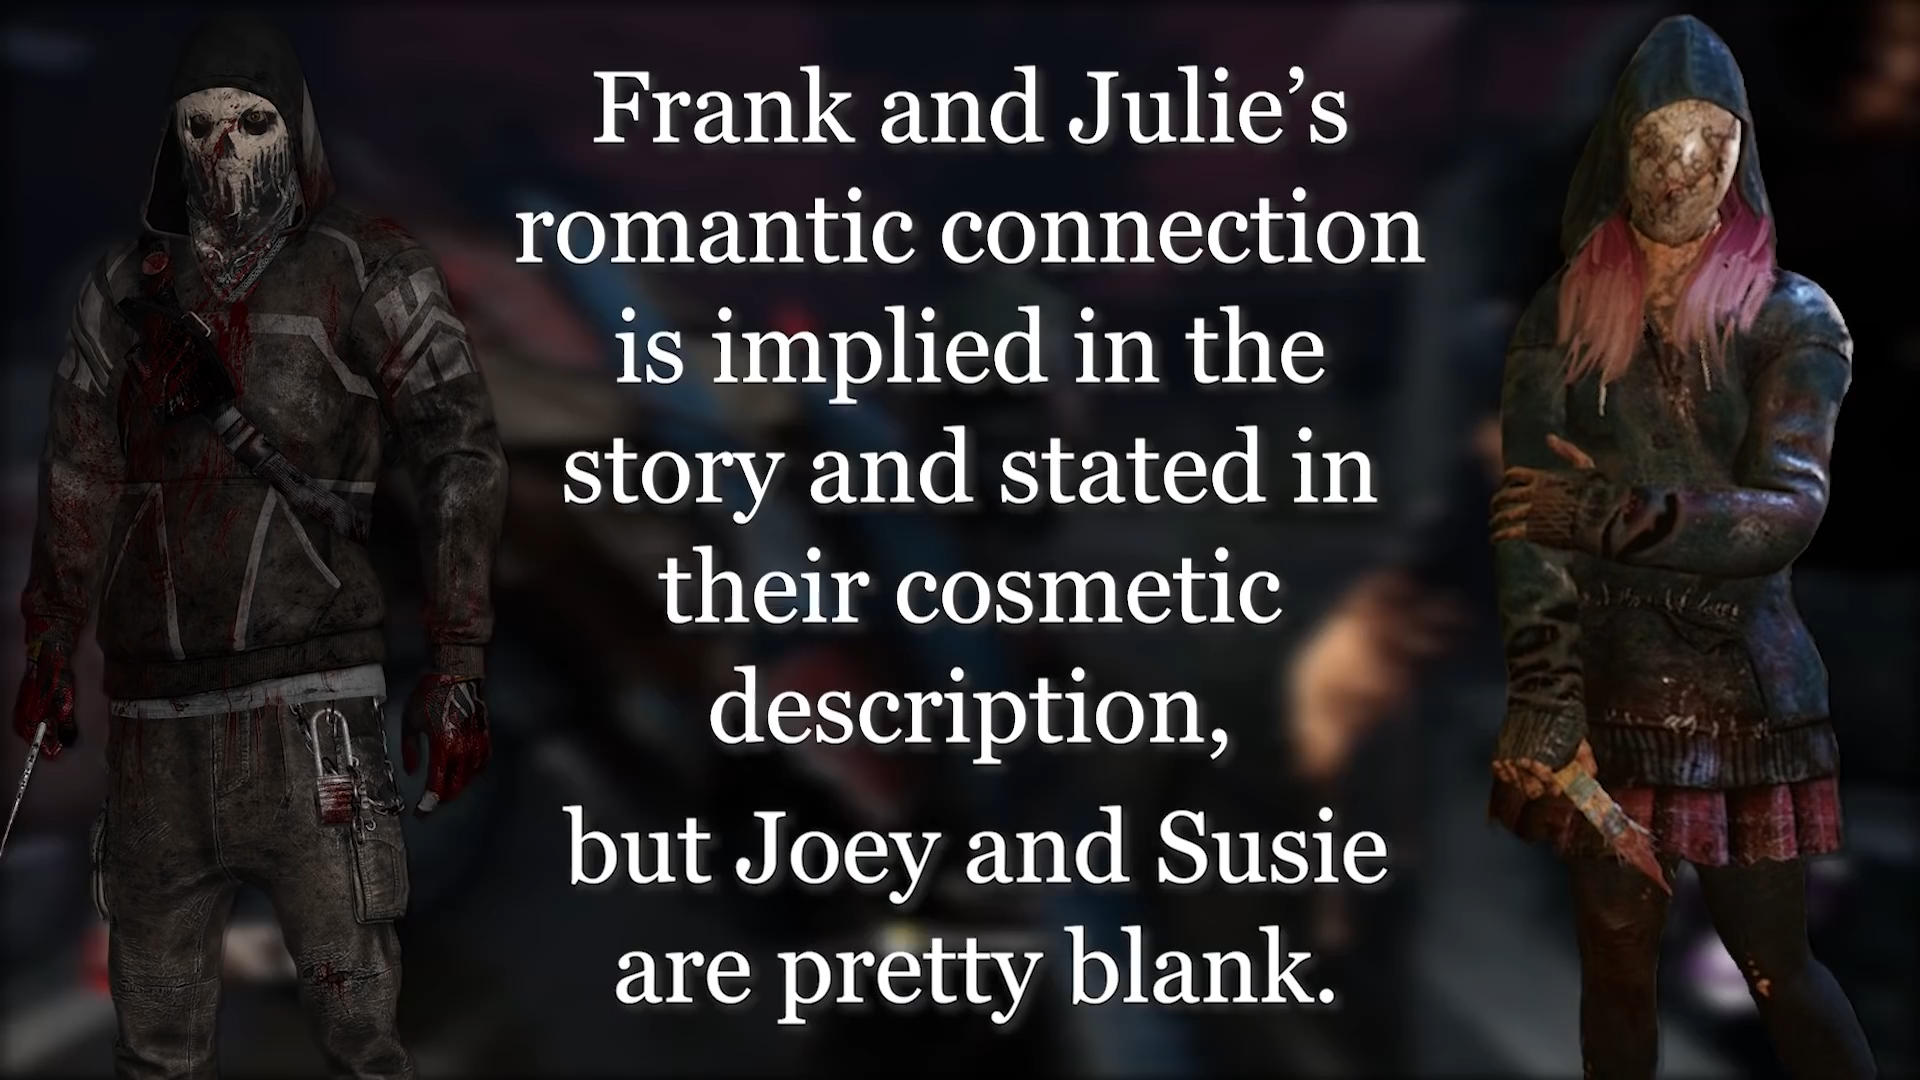 Frank and Julie’s
romantic connection
is implied in the
story and stated in
their cosmetic
description,
but Joey and Susie
are pretty blank.